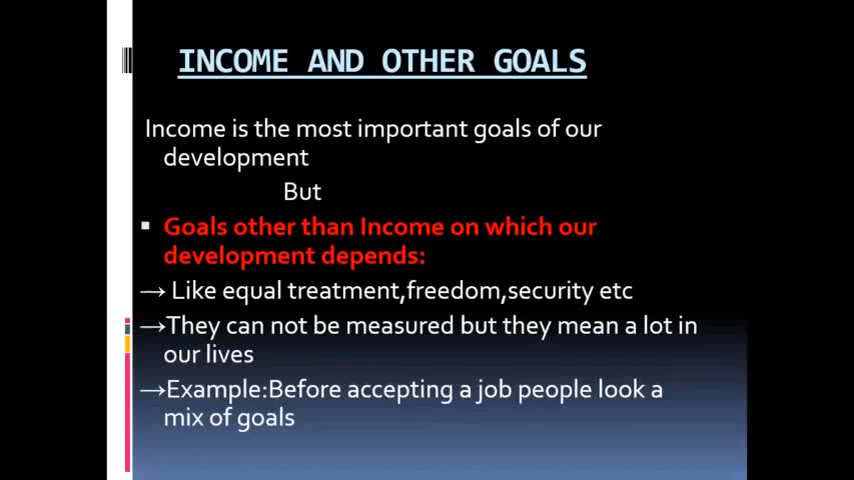 INCOME AND OTHER GOALS
Income is the most important goals of our
development
But
▪ Goals other than Income on which our
development depends:
→ Like equal treatment,freedom,security etc
→They can not be measured but they mean a lot in
our lives
→Example:Before accepting a job people look a
mix of goals